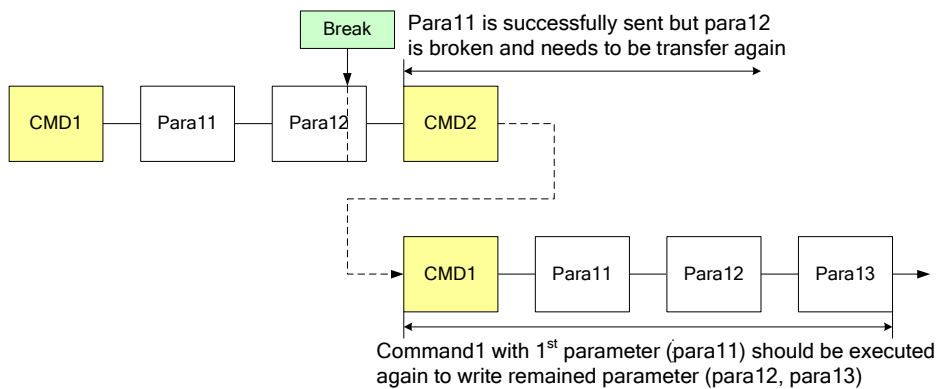 Break
Para11 is successfully sent but para12
is broken and needs to be transfer again
CMD1
Para11
Para12
CMD2
CMD1
Para11
Para12
Para13
Command1 with 1st parameter (para11) should be executed
again to write remained parameter (para12, para13)